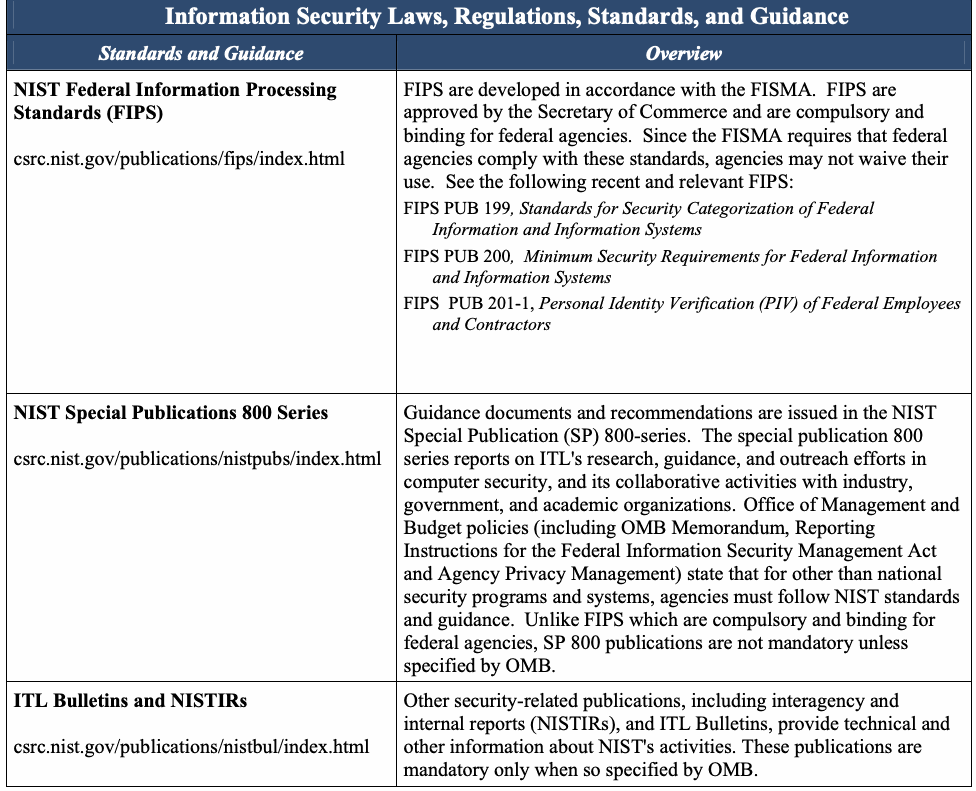 Information Security Laws, Regulations, Standards, and Guidance
Standards and Guidance
Overview
NIST Federal Information Processing
Standards (FIPS)
csrc.nist.gov/publications/fips/index.html
FIPS are developed in accordance with the FISMA.  FIPS are
approved by the Secretary of Commerce and are compulsory and
binding for federal agencies.  Since the FISMA requires that federal
agencies comply with these standards, agencies may not waive their
use.  See the following recent and relevant FIPS:
FIPS PUB 199, Standards for Security Categorization of Federal
Information and Information Systems
FIPS PUB 200,  Minimum Security Requirements for Federal Information
and Information Systems
FIPS  PUB 201-1, Personal Identity Verification (PIV) of Federal Employees
and Contractors
NIST Special Publications 800 Series
csrc.nist.gov/publications/nistpubs/index.html
Guidance documents and recommendations are issued in the NIST
Special Publication (SP) 800-series.  The special publication 800
series reports on ITL's research, guidance, and outreach efforts in
computer security, and its collaborative activities with industry,
government, and academic organizations. Office of Management and
Budget policies (including OMB Memorandum, Reporting
Instructions for the Federal Information Security Management Act
and Agency Privacy Management) state that for other than national
security programs and systems, agencies must follow NIST standards
and guidance.  Unlike FIPS which are compulsory and binding for
federal agencies, SP 800 publications are not mandatory unless
specified by OMB.
ITL Bulletins and NISTIRs
csrc.nist.gov/publications/nistbul/index.html
Other security-related publications, including interagency and
internal reports (NISTIRs), and ITL Bulletins, provide technical and
other information about NIST's activities. These publications are
mandatory only when so specified by OMB.